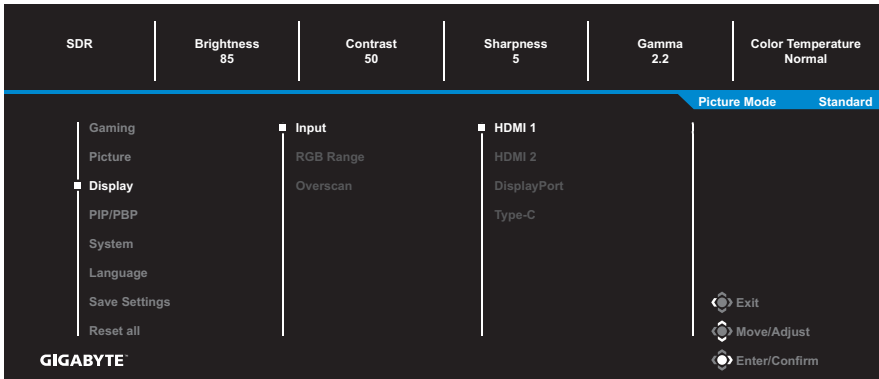 SDR
Brightness
85
Contrast
50
Sharpness
5
Gamma
2.2
Color Temperature
Normal
Picture Mode Standard
Gaming
Picture
Display
PIP/PBP
System
Language
Save Settings
Reset all
Input
RGB Range
Overscan
HDMI 1
HDMI 2
DisplayPort
Type-C
Exit
Move/Adjust
Enter/Confirm
GIGABYTE™